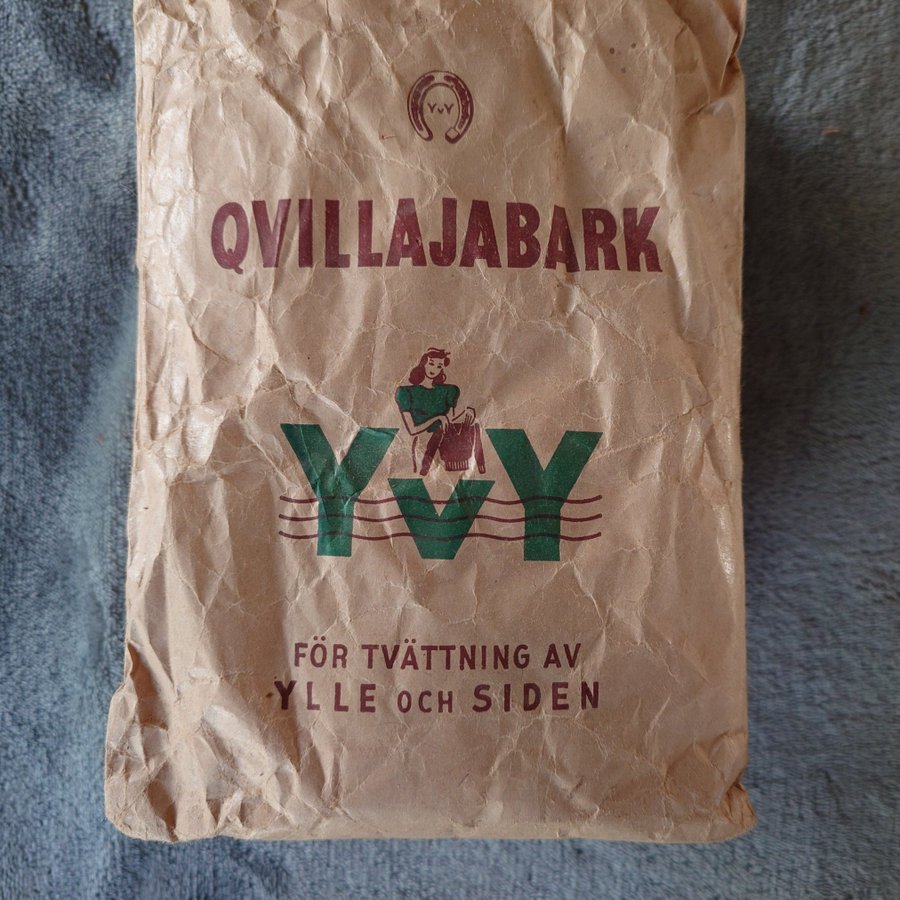 YvY
QVILLAJABARK
YvY
FÖR TVÄTTNING AV
YLLE OCH SIDEN